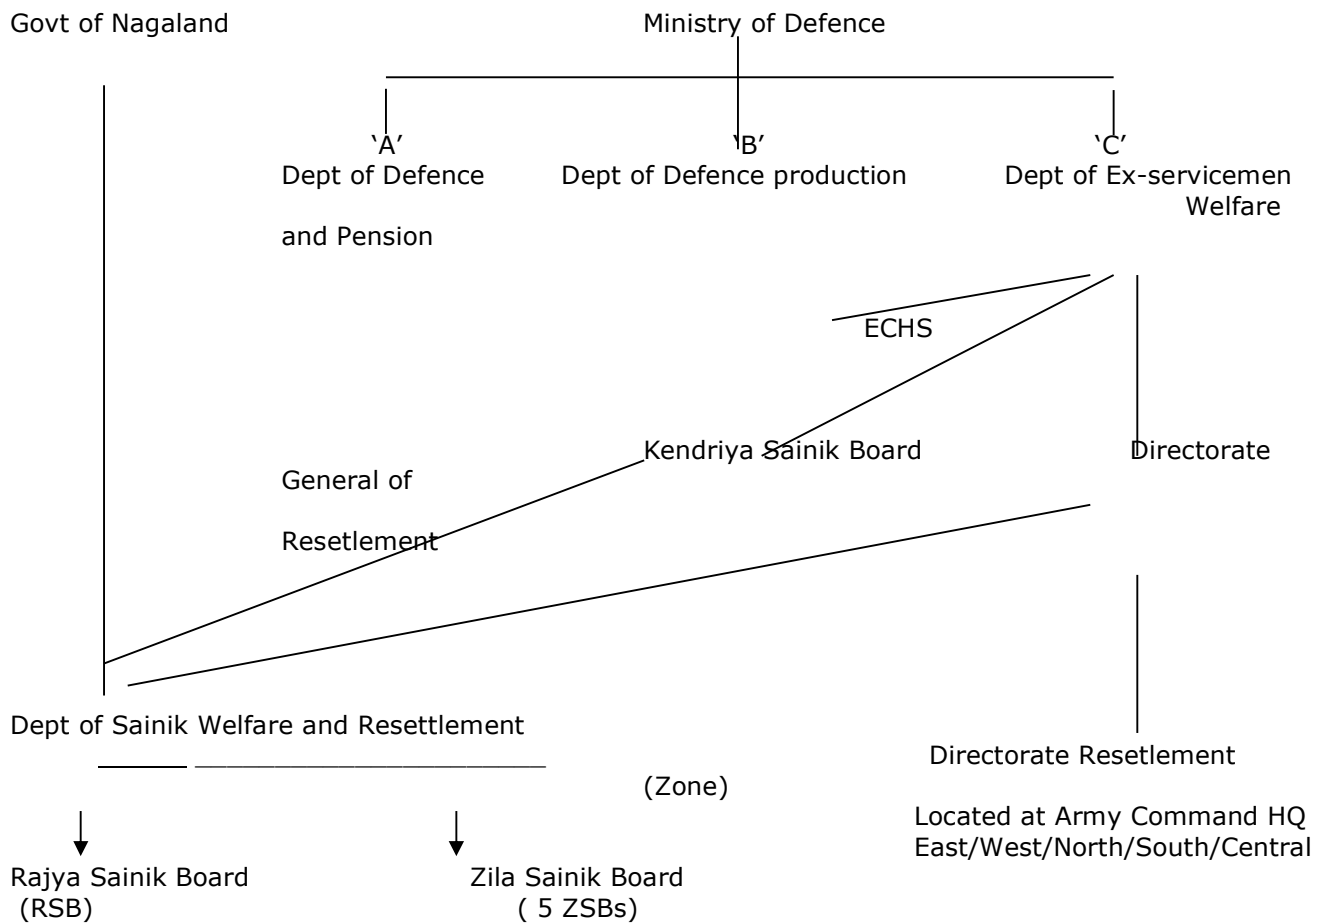 Govt of Nagaland Ministry of Defence
‘A’ ‘B’ ‘C’
Dept of Defence Dept of Defence production Dept of Ex-servicemen
Welfare
and Pension
ECHS
Kendriya Sainik Board Directorate
General of
Resetlement
Dept of Sainik Welfare and Resettlement
Directorate Resetlement
(Zone)
Located at Army Command HQ
East/West/North/South/Central
Rajya Sainik Board Zila Sainik Board
(RSB) ( 5 ZSBs)